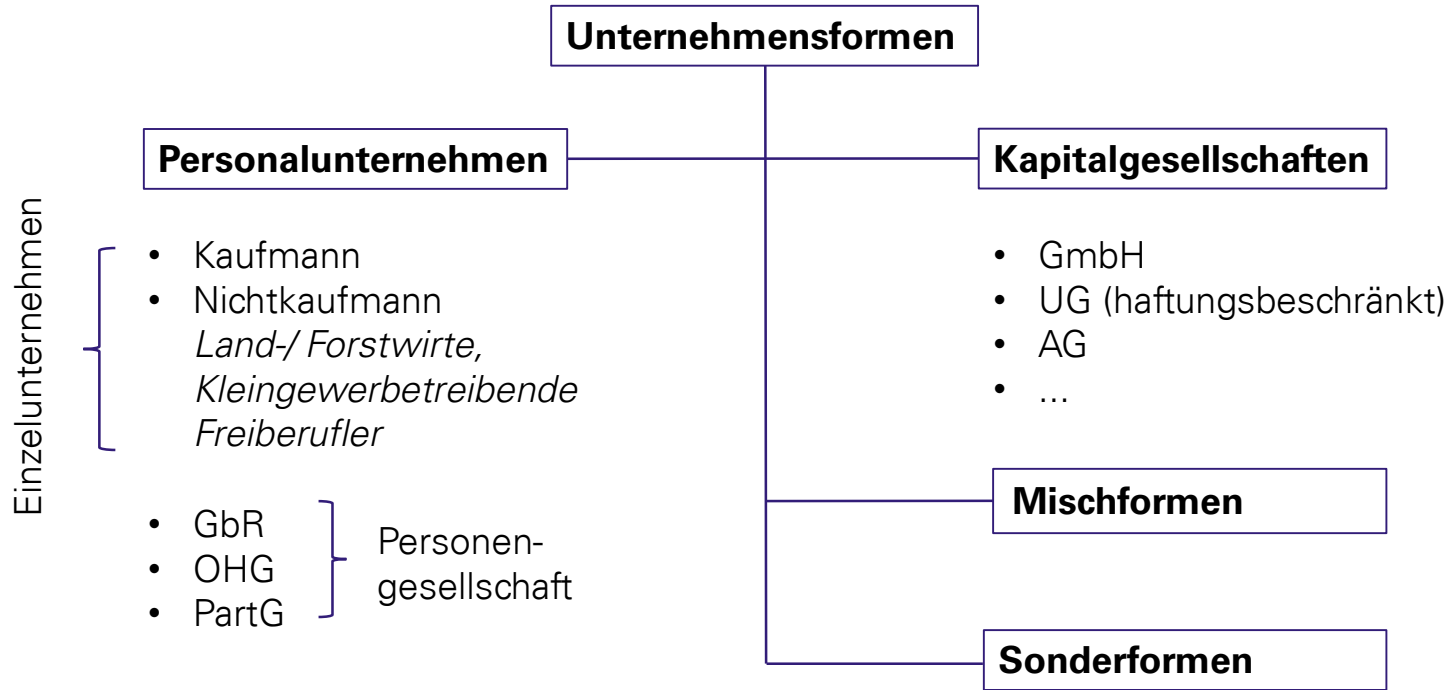 Unternehmensformen
Personalunternehmen
Einzelunternehmen
• Kaufmann
• Nichtkaufmann
Land-/ Forstwirte,
Kleingewerbetreibende
Freiberufler
• GbR
• OHG
• PartG
Personen-
gesellschaft
Kapitalgesellschaften
• GmbH
• UG (haftungsbeschränkt)
• AG
• ...
Mischformen
Sonderformen